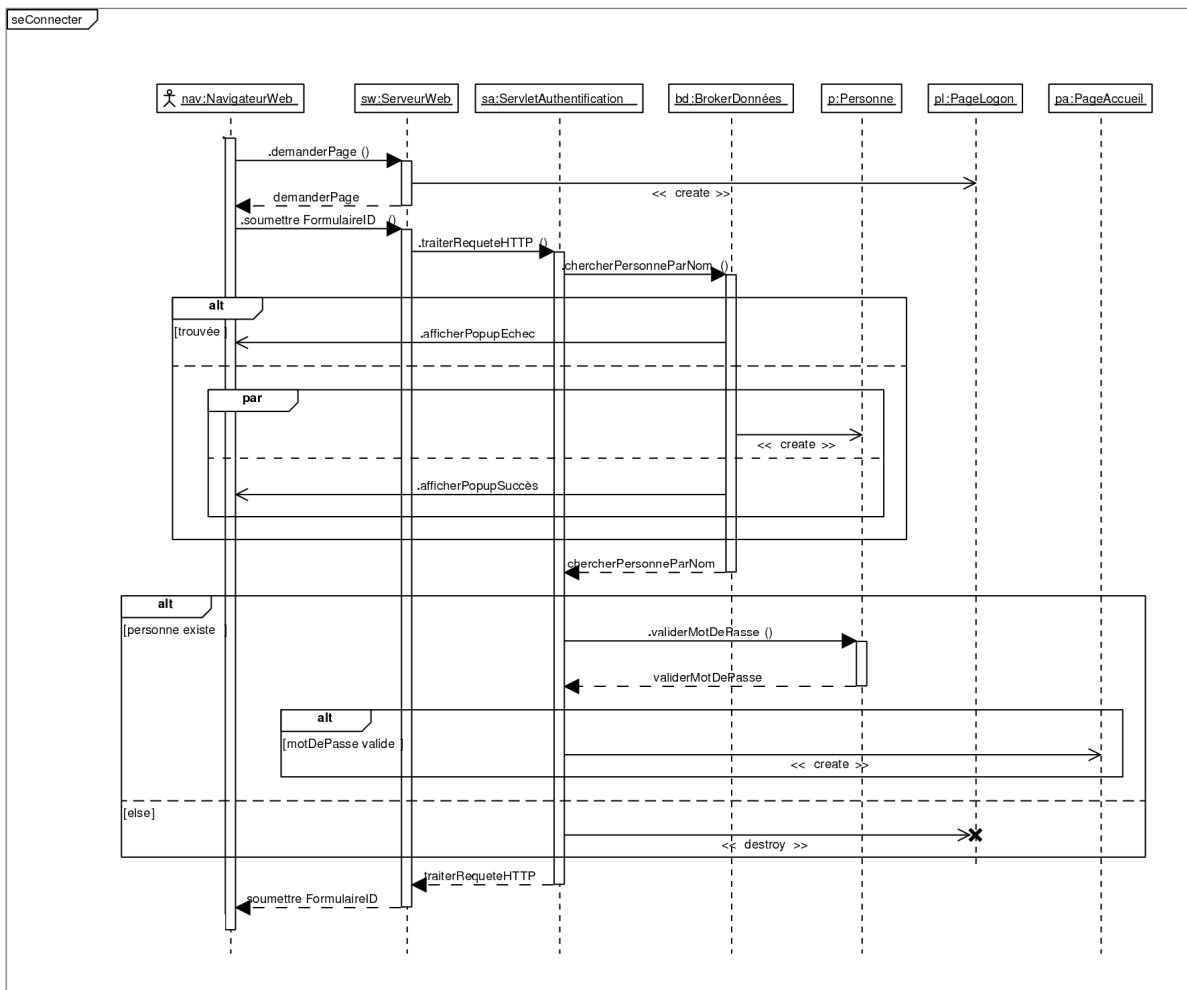 seConnecter
nav:NavigateurWeb
sw:ServeurWeb
sa:ServletAuthentification
bd:BrokerDonnées
p:Personne
pl:PageLogon
pa:PageAccueil
.demanderPage ()
<< create >>
demanderPage
.soumettre FormulaireID ()
.traiterRequeteHTTP ()
.chercherPersonneParNom ()
alt
[trouvée ]
.afficherPopupEchec
par
<< create >>
.afficherPopupSuccès
chercherPersonneParNom
alt
[personne existe ]
.validerMotDePasse ()
validerMotDePasse
alt
[motDePasse valide ]
<< create >>
[else]
<< destroy >>
traiterRequeteHTTP
soumettre FormulaireID